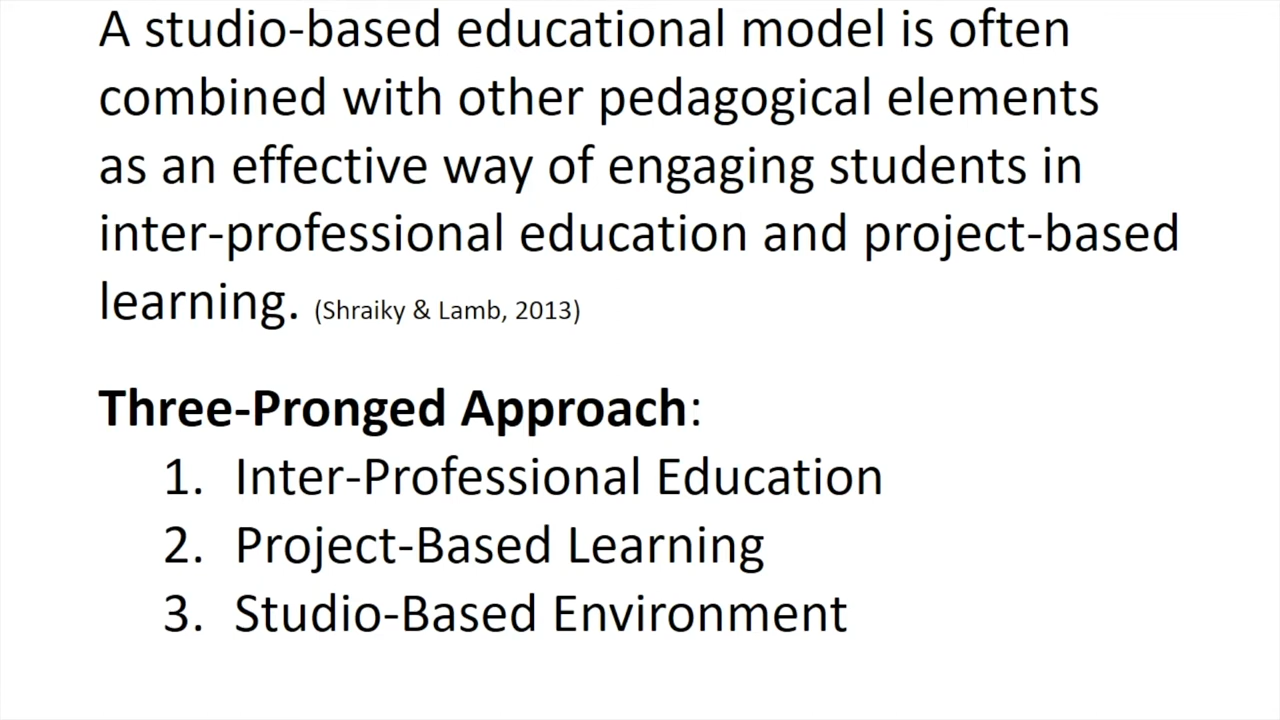 A studio-based educational model is often
combined with other pedagogical elements
as an effective way of engaging students in
inter-professional education and project-based
learning. (Shraiky & Lamb, 2013)
Three-Pronged Approach:
1. Inter-Professional Education
2. Project-Based Learning
3. Studio-Based Environment